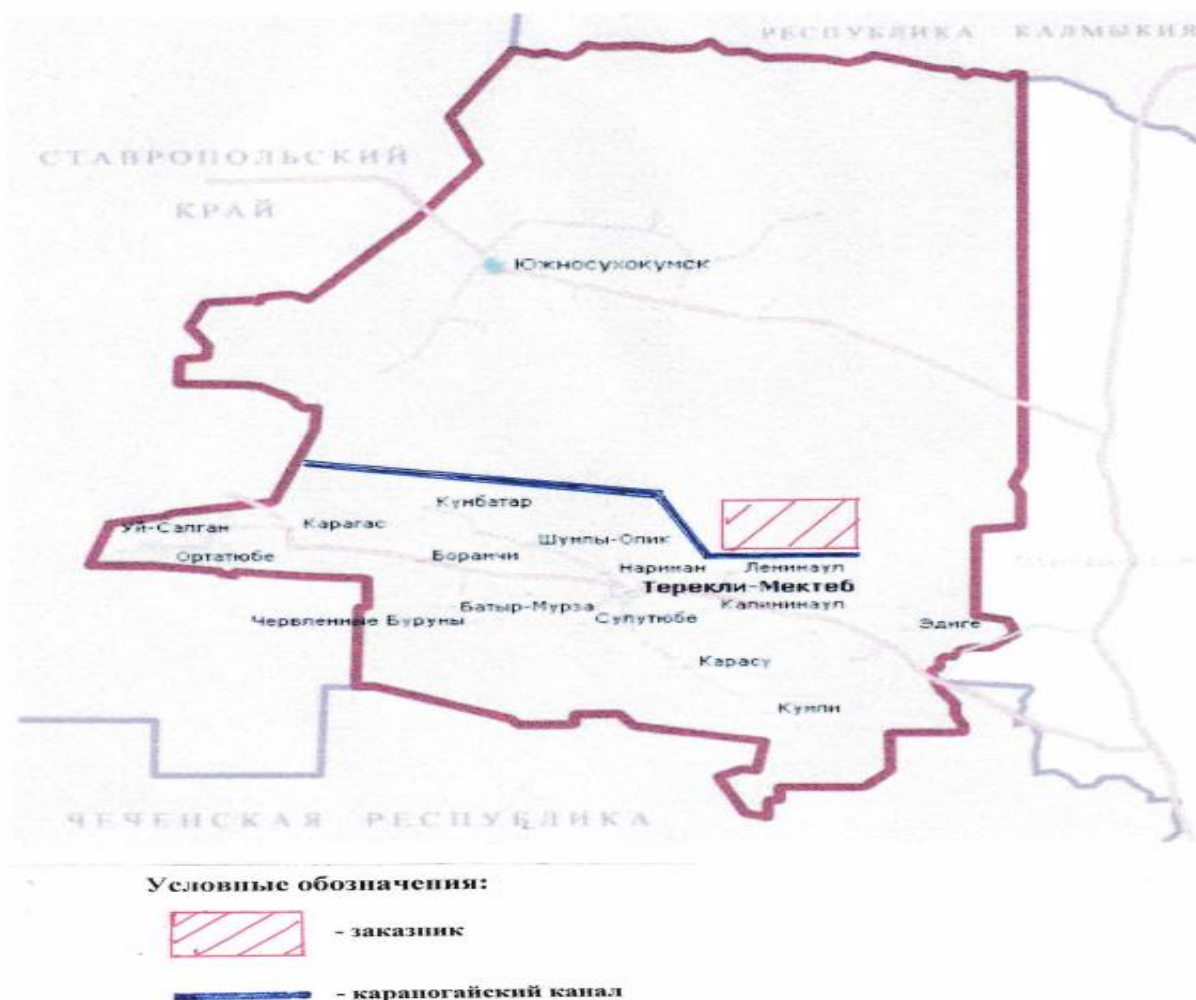 РЕСПУБЛИКА КАЛМЫКИЯ
СТАВРОПОЛЬСКИЙ
КРАЙ
Южносухокумск
Кумбатар
Уй-Салган
Карагас
Шумлы-Олик
Ортатюбе
Боранчи
Нариман
Ленинаул
Терекли-Мектеб
Батыр-Мурза
Калининаул
Червленные Буруны
Сулутюбе
Эдиге
Карасу
Кумли
ЧЕЧЕНСКАЯ РЕСПУБЛИКА
Условные обозначения:
- заказник
- караногайский канал